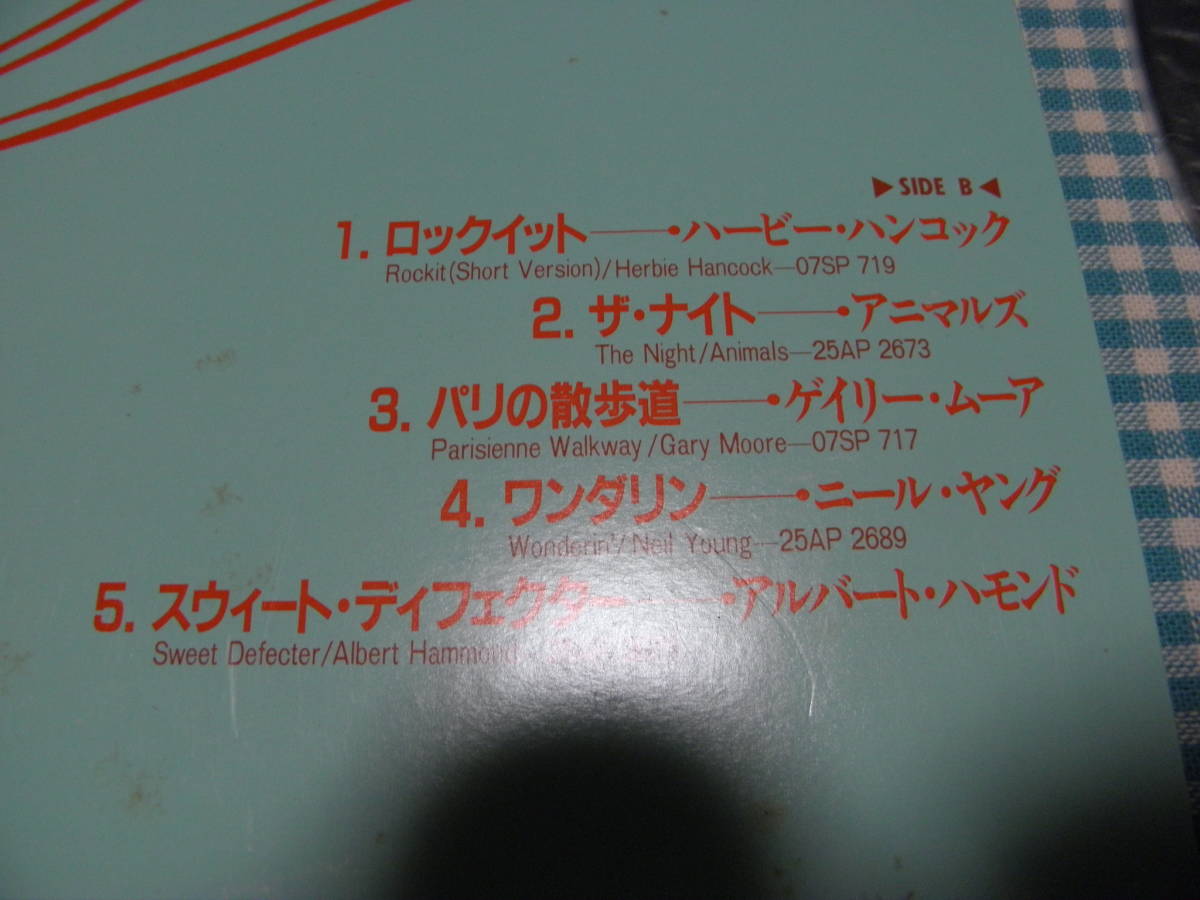 ▶SIDE B◀
1. ロックイット――・ハービー・ハンコック
Rockit(Short Version)/Herbie Hancock―07SP 719
2. ザ・ナイト――・アニマルズ
The Night/Animals―25AP 2673
3. パリの散歩道――・ゲイリー・ムーア
Parisienne Walkway/Gary Moore―07SP 717
4. ワンダリン――・ニール・ヤング
Wonderin'/Neil Young―25AP 2689
5. スウィート・ディフェクター――・アルバート・ハモンド
Sweet Defecter/Albert Hammond